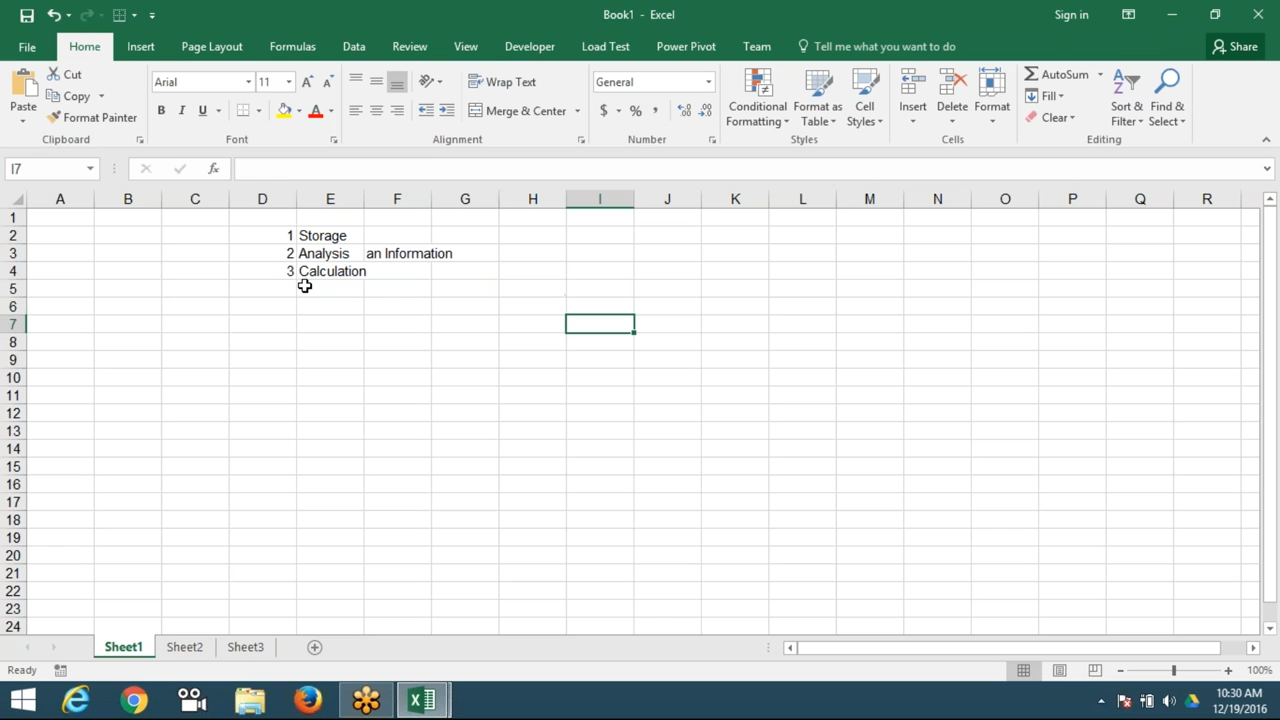 Book1 - Excel
Sign in
File Home Insert Page Layout Formulas Data Review View Developer Load Test Power Pivot Team Tell me what you want to do Share
Paste
Cut
Copy
Format Painter
Clipboard
Arial 11
B I U
Font
Wrap Text
Merge & Center
Alignment
General
$ % ,
Number
Conditional Formatting
Format as Table
Cell Styles
Styles
Insert
Delete
Format
Cells
AutoSum
Fill
Clear
Sort & Filter
Find & Select
Editing
I7
fx
A B C D E F G H I J K L M N O P Q R
1
2 1 Storage
3 2 Analysis an Information
4 3 Calculation
5
6
7
8
9
10
11
12
13
14
15
16
17
18
19
20
21
22
23
24
Sheet1 Sheet2 Sheet3
Ready
100%
10:30 AM
12/19/2016